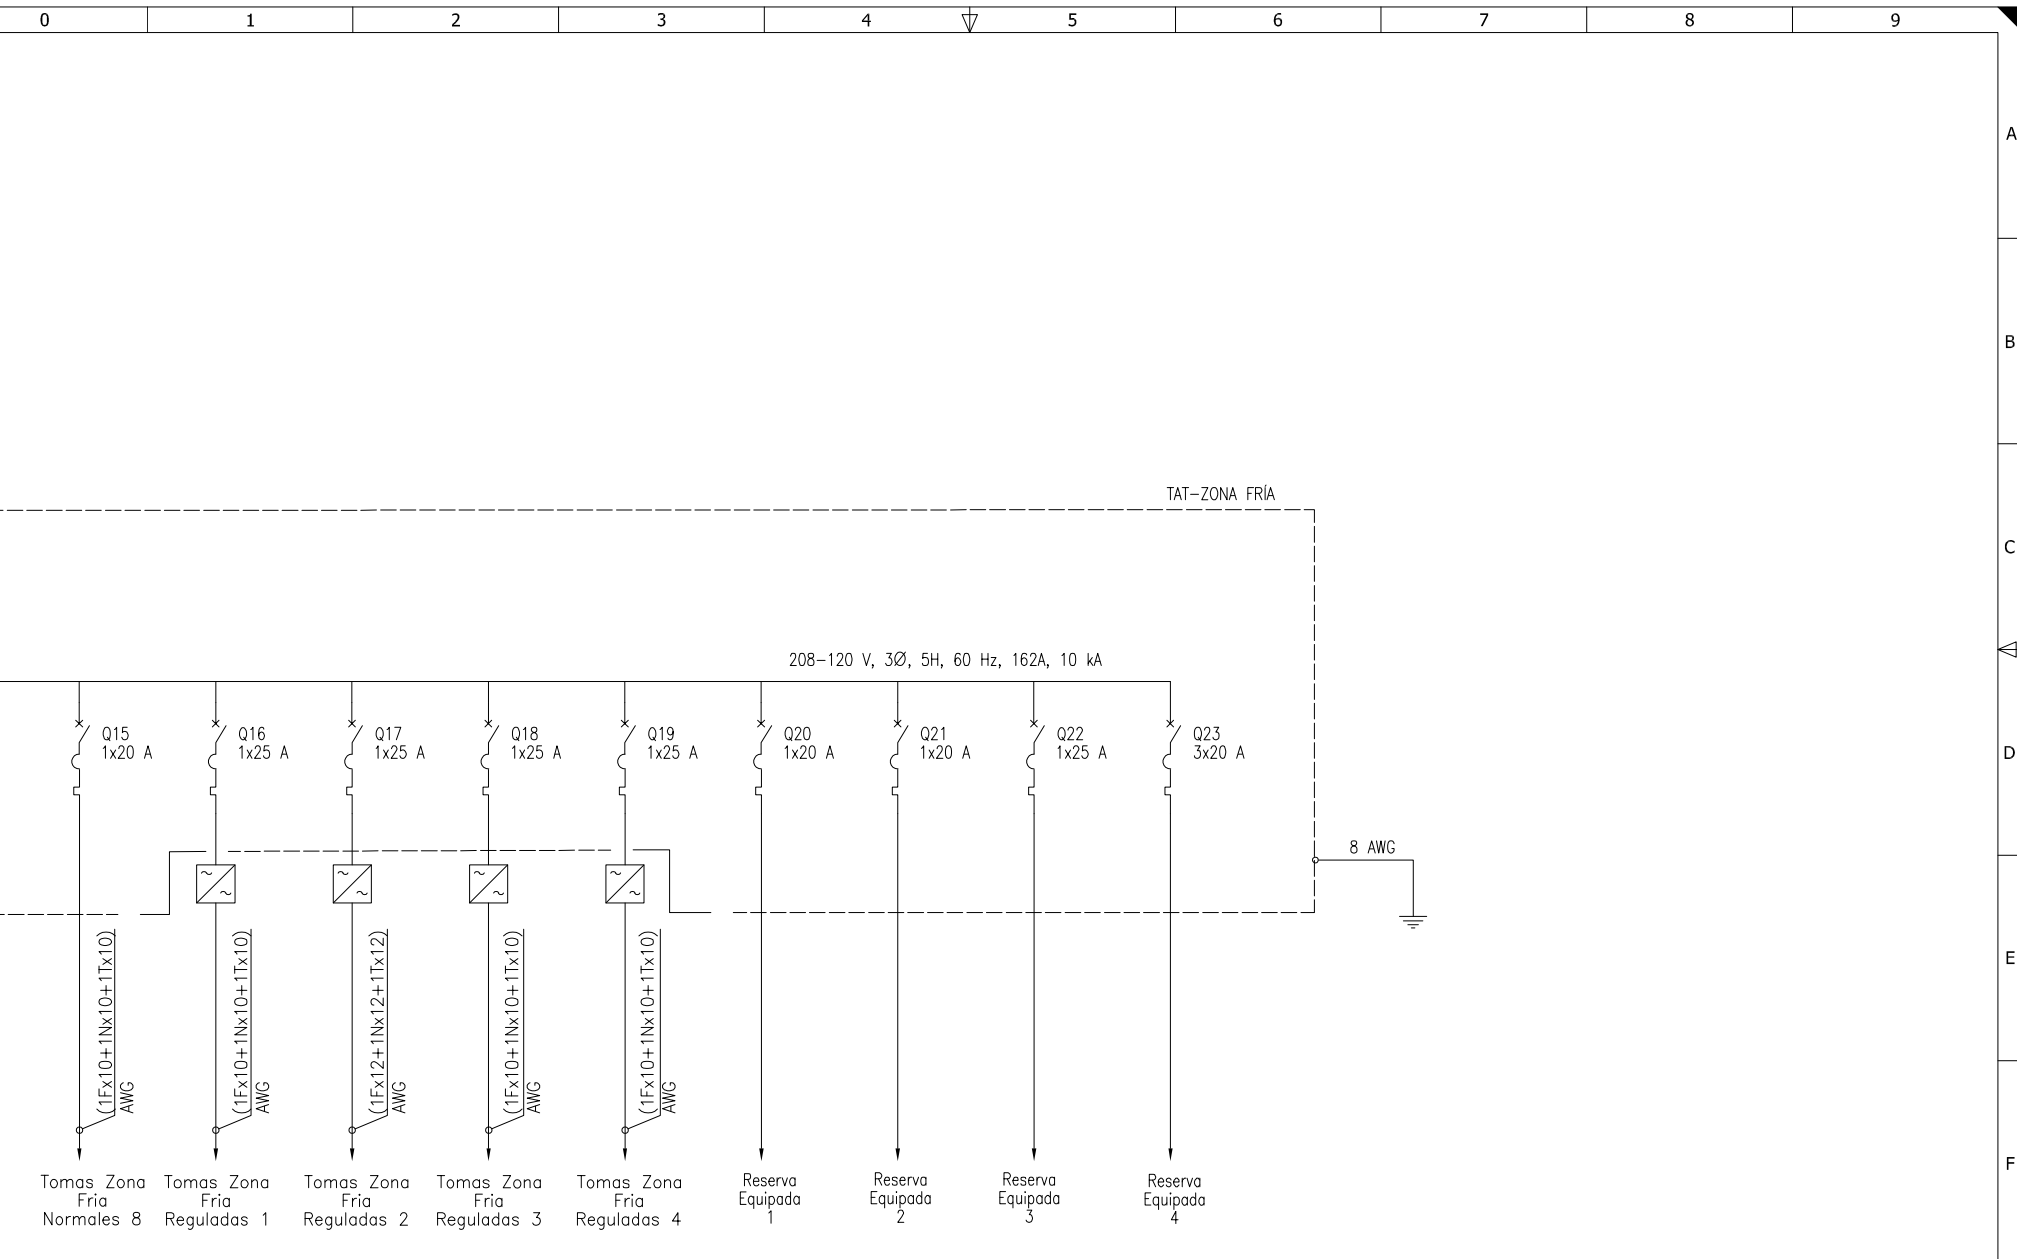 0 1 2 3 4 5 6 7 8 9
A
B
TAT-ZONA FRÍA
C
208-120 V, 3Ø, 5H, 60 Hz, 162A, 10 kA
Q15
1x20 A
Q16
1x25 A
Q17
1x25 A
Q18
1x25 A
Q19
1x25 A
Q20
1x20 A
Q21
1x20 A
Q22
1x25 A
Q23
3x20 A
D
8 AWG
(1Fx10+1Nx10+1Tx10)
AWG
(1Fx10+1Nx10+1Tx10)
AWG
(1Fx12+1Nx12+1Tx12)
AWG
(1Fx10+1Nx10+1Tx10)
AWG
(1Fx10+1Nx10+1Tx10)
AWG
E
Tomas Zona
Fria
Normales 8
Tomas Zona
Fria
Reguladas 1
Tomas Zona
Fria
Reguladas 2
Tomas Zona
Fria
Reguladas 3
Tomas Zona
Fria
Reguladas 4
Reserva
Equipada
1
Reserva
Equipada
2
Reserva
Equipada
3
Reserva
Equipada
4
F